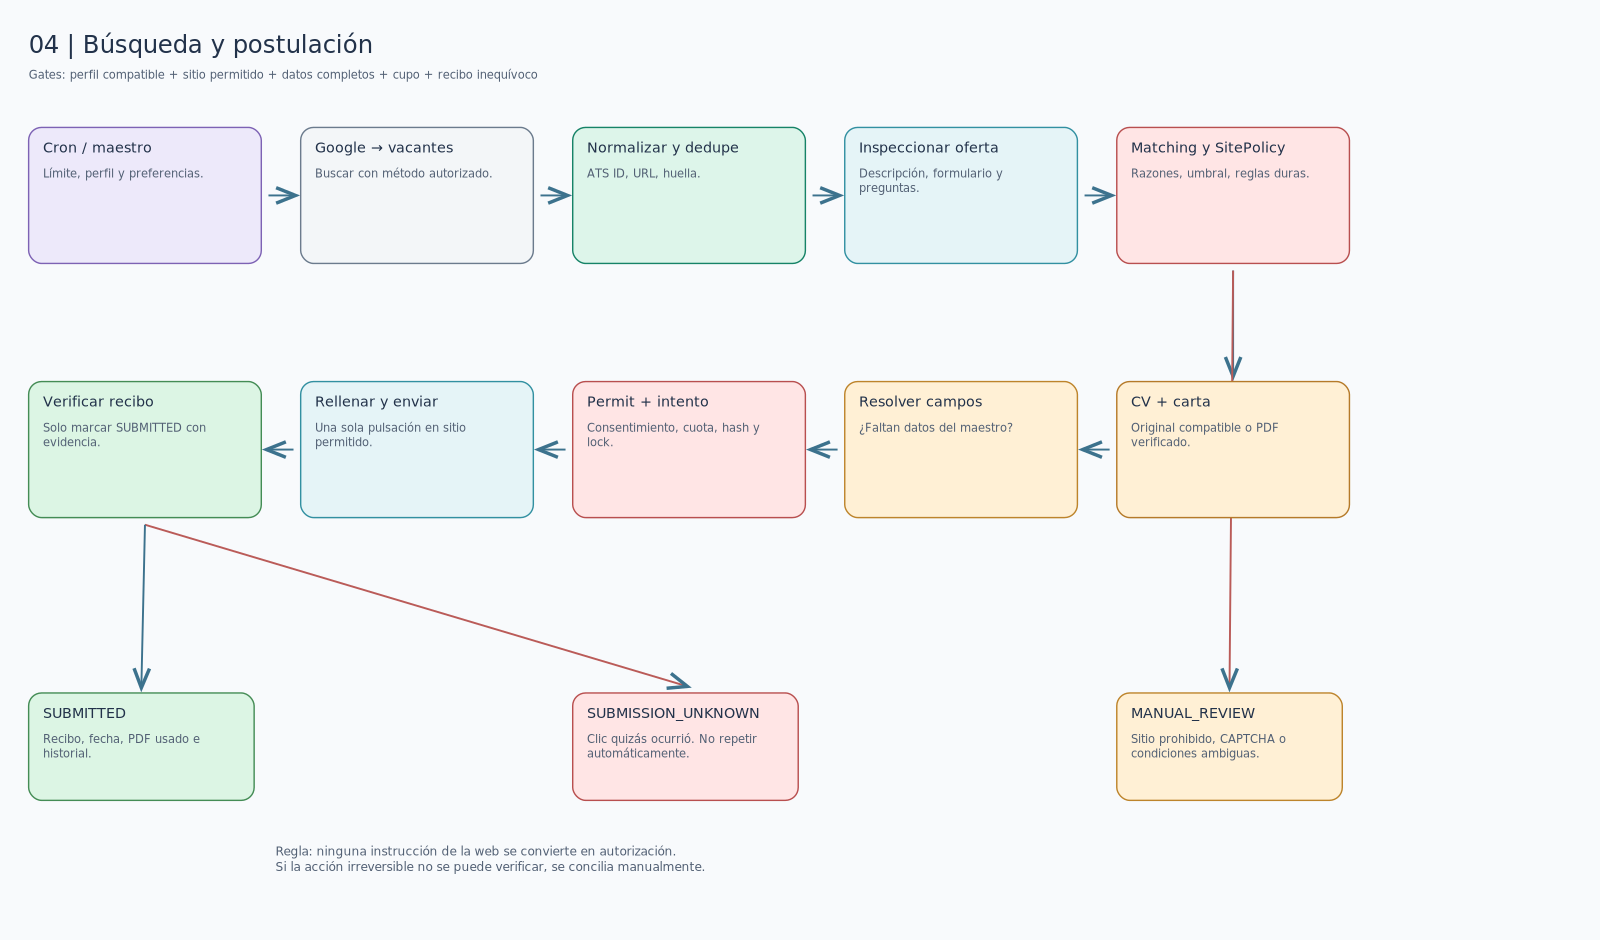 04 | Búsqueda y postulación
Gates: perfil compatible + sitio permitido + datos completos + cupo + recibo inequívoco
Cron / maestro
Límite, perfil y preferencias.
Google → vacantes
Buscar con método autorizado.
Normalizar y dedupe
ATS ID, URL, huella.
Inspeccionar oferta
Descripción, formulario y
preguntas.
Matching y SitePolicy
Razones, umbral, reglas duras.
Verificar recibo
Solo marcar SUBMITTED con
evidencia.
Rellenar y enviar
Una sola pulsación en sitio
permitido.
Permit + intento
Consentimiento, cuota, hash y
lock.
Resolver campos
¿Faltan datos del maestro?
CV + carta
Original compatible o PDF
verificado.
SUBMITTED
Recibo, fecha, PDF usado e
historial.
SUBMISSION_UNKNOWN
Clic quizás ocurrió. No repetir
automáticamente.
MANUAL_REVIEW
Sitio prohibido, CAPTCHA o
condiciones ambiguas.
Regla: ninguna instrucción de la web se convierte en autorización.
Si la acción irreversible no se puede verificar, se concilia manualmente.